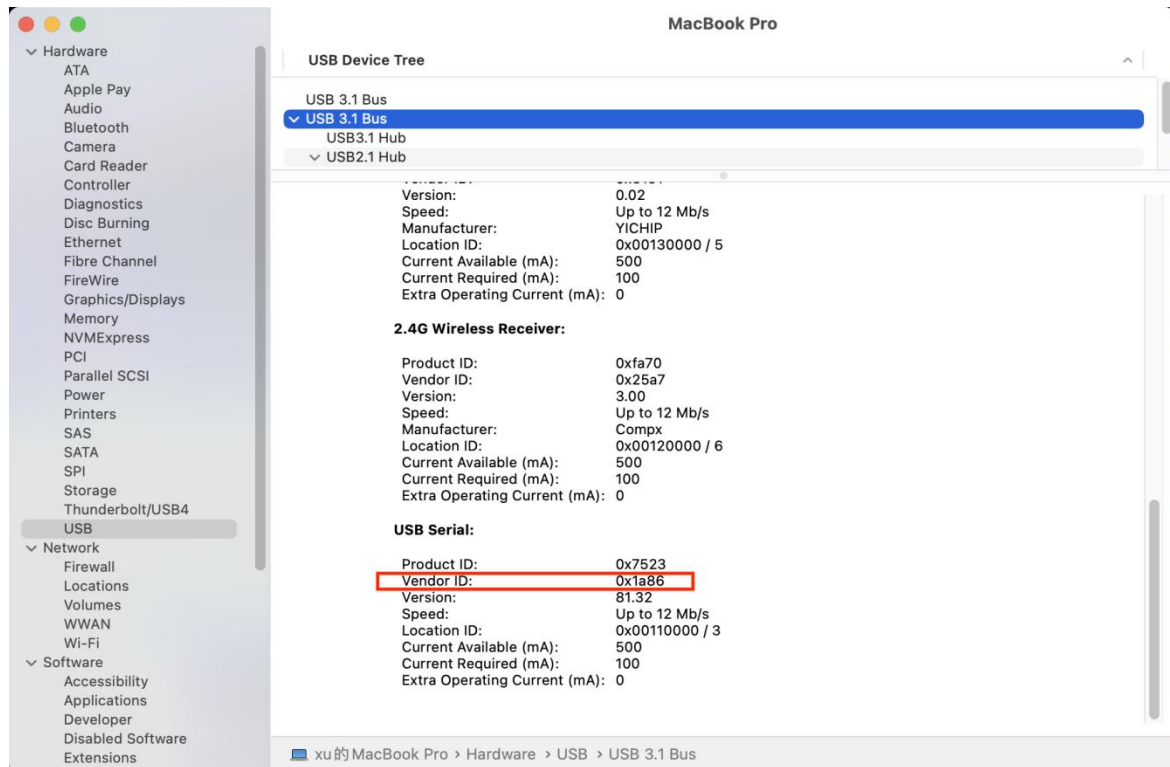 MacBook Pro
Hardware
ATA
Apple Pay
Audio
Bluetooth
Camera
Card Reader
Controller
Diagnostics
Disc Burning
Ethernet
Fibre Channel
FireWire
Graphics/Displays
Memory
NVMExpress
PCI
Parallel SCSI
Power
Printers
SAS
SATA
SPI
Storage
Thunderbolt/USB4
USB
Network
Firewall
Locations
Volumes
WWAN
Wi-Fi
Software
Accessibility
Applications
Developer
Disabled Software
Extensions
USB Device Tree
USB 3.1 Bus
USB 3.1 Bus
USB3.1 Hub
USB2.1 Hub
Version: 0.02
Speed: Up to 12 Mb/s
Manufacturer: YICHIP
Location ID: 0x00130000 / 5
Current Available (mA): 500
Current Required (mA): 100
Extra Operating Current (mA): 0
2.4G Wireless Receiver:
Product ID: 0xfa70
Vendor ID: 0x25a7
Version: 3.00
Speed: Up to 12 Mb/s
Manufacturer: Compx
Location ID: 0x00120000 / 6
Current Available (mA): 500
Current Required (mA): 100
Extra Operating Current (mA): 0
USB Serial:
Product ID: 0x7523
Vendor ID: 0x1a86
Version: 81.32
Speed: Up to 12 Mb/s
Location ID: 0x00110000 / 3
Current Available (mA): 500
Current Required (mA): 100
Extra Operating Current (mA): 0
xu的MacBook Pro › Hardware › USB › USB 3.1 Bus